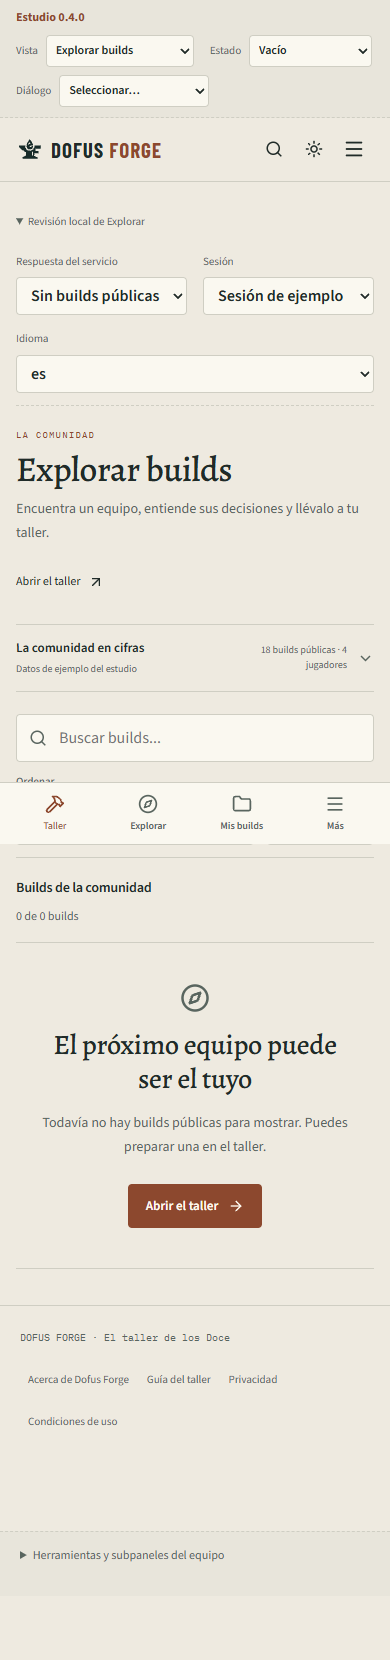 Estudio 0.4.0
Vista Explorar builds Estado Vacío
Diálogo Seleccionar...
DOFUS FORGE
Revisión local de Explorar
Respuesta del servicio Sesión
Sin builds públicas Sesión de ejemplo
Idioma
es
LA COMUNIDAD
Explorar builds
Encuentra un equipo, entiende sus decisiones y llévalo a tu
taller.
Abrir el taller
La comunidad en cifras
Datos de ejemplo del estudio
18 builds públicas · 4
jugadores
Buscar builds...
Ordenar
Taller Explorar Mis builds Más
Builds de la comunidad
0 de 0 builds
El próximo equipo puede
ser el tuyo
Todavía no hay builds públicas para mostrar. Puedes
preparar una en el taller.
Abrir el taller
DOFUS FORGE · El taller de los Doce
Acerca de Dofus Forge Guía del taller Privacidad
Condiciones de uso
Herramientas y subpaneles del equipo